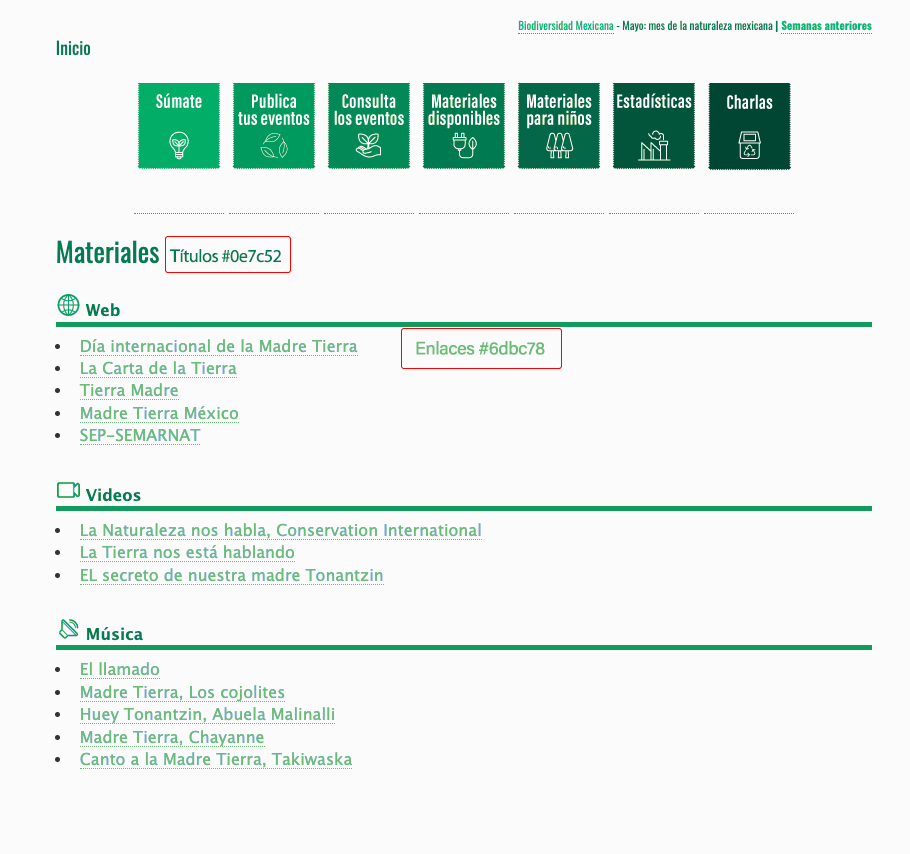 Biodiversidad Mexicana - Mayo: mes de la naturaleza mexicana | Semanas anteriores
Inicio
Súmate
Publica
tus eventos
Consulta
los eventos
Materiales
disponibles
Materiales
para niños
Estadísticas
Charlas
Materiales
Títulos #0e7c52
Web
Día internacional de la Madre Tierra
Enlaces #6dbc78
La Carta de la Tierra
Tierra Madre
Madre Tierra México
SEP-SEMARNAT
Videos
La Naturaleza nos habla, Conservation International
La Tierra nos está hablando
EL secreto de nuestra madre Tonantzin
Música
El llamado
Madre Tierra, Los cojolites
Huey Tonantzin, Abuela Malinalli
Madre Tierra, Chayanne
Canto a la Madre Tierra, Takiwaska